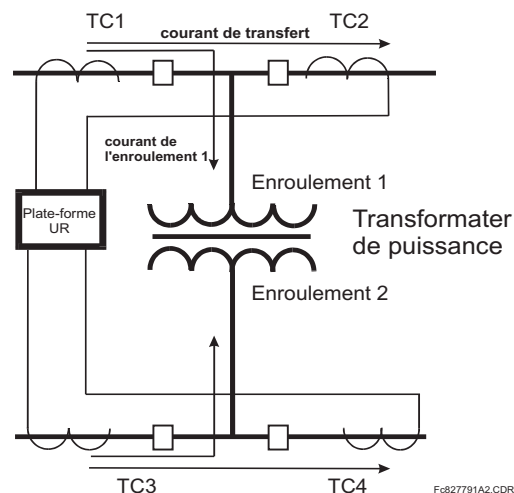 TC1
TC2
courant de transfert
courant de
l'enroulement 1
Enroulement 1
Plate-forme
UR
Transformater
de puissance
Enroulement 2
TC3
TC4
Fc827791A2.CDR